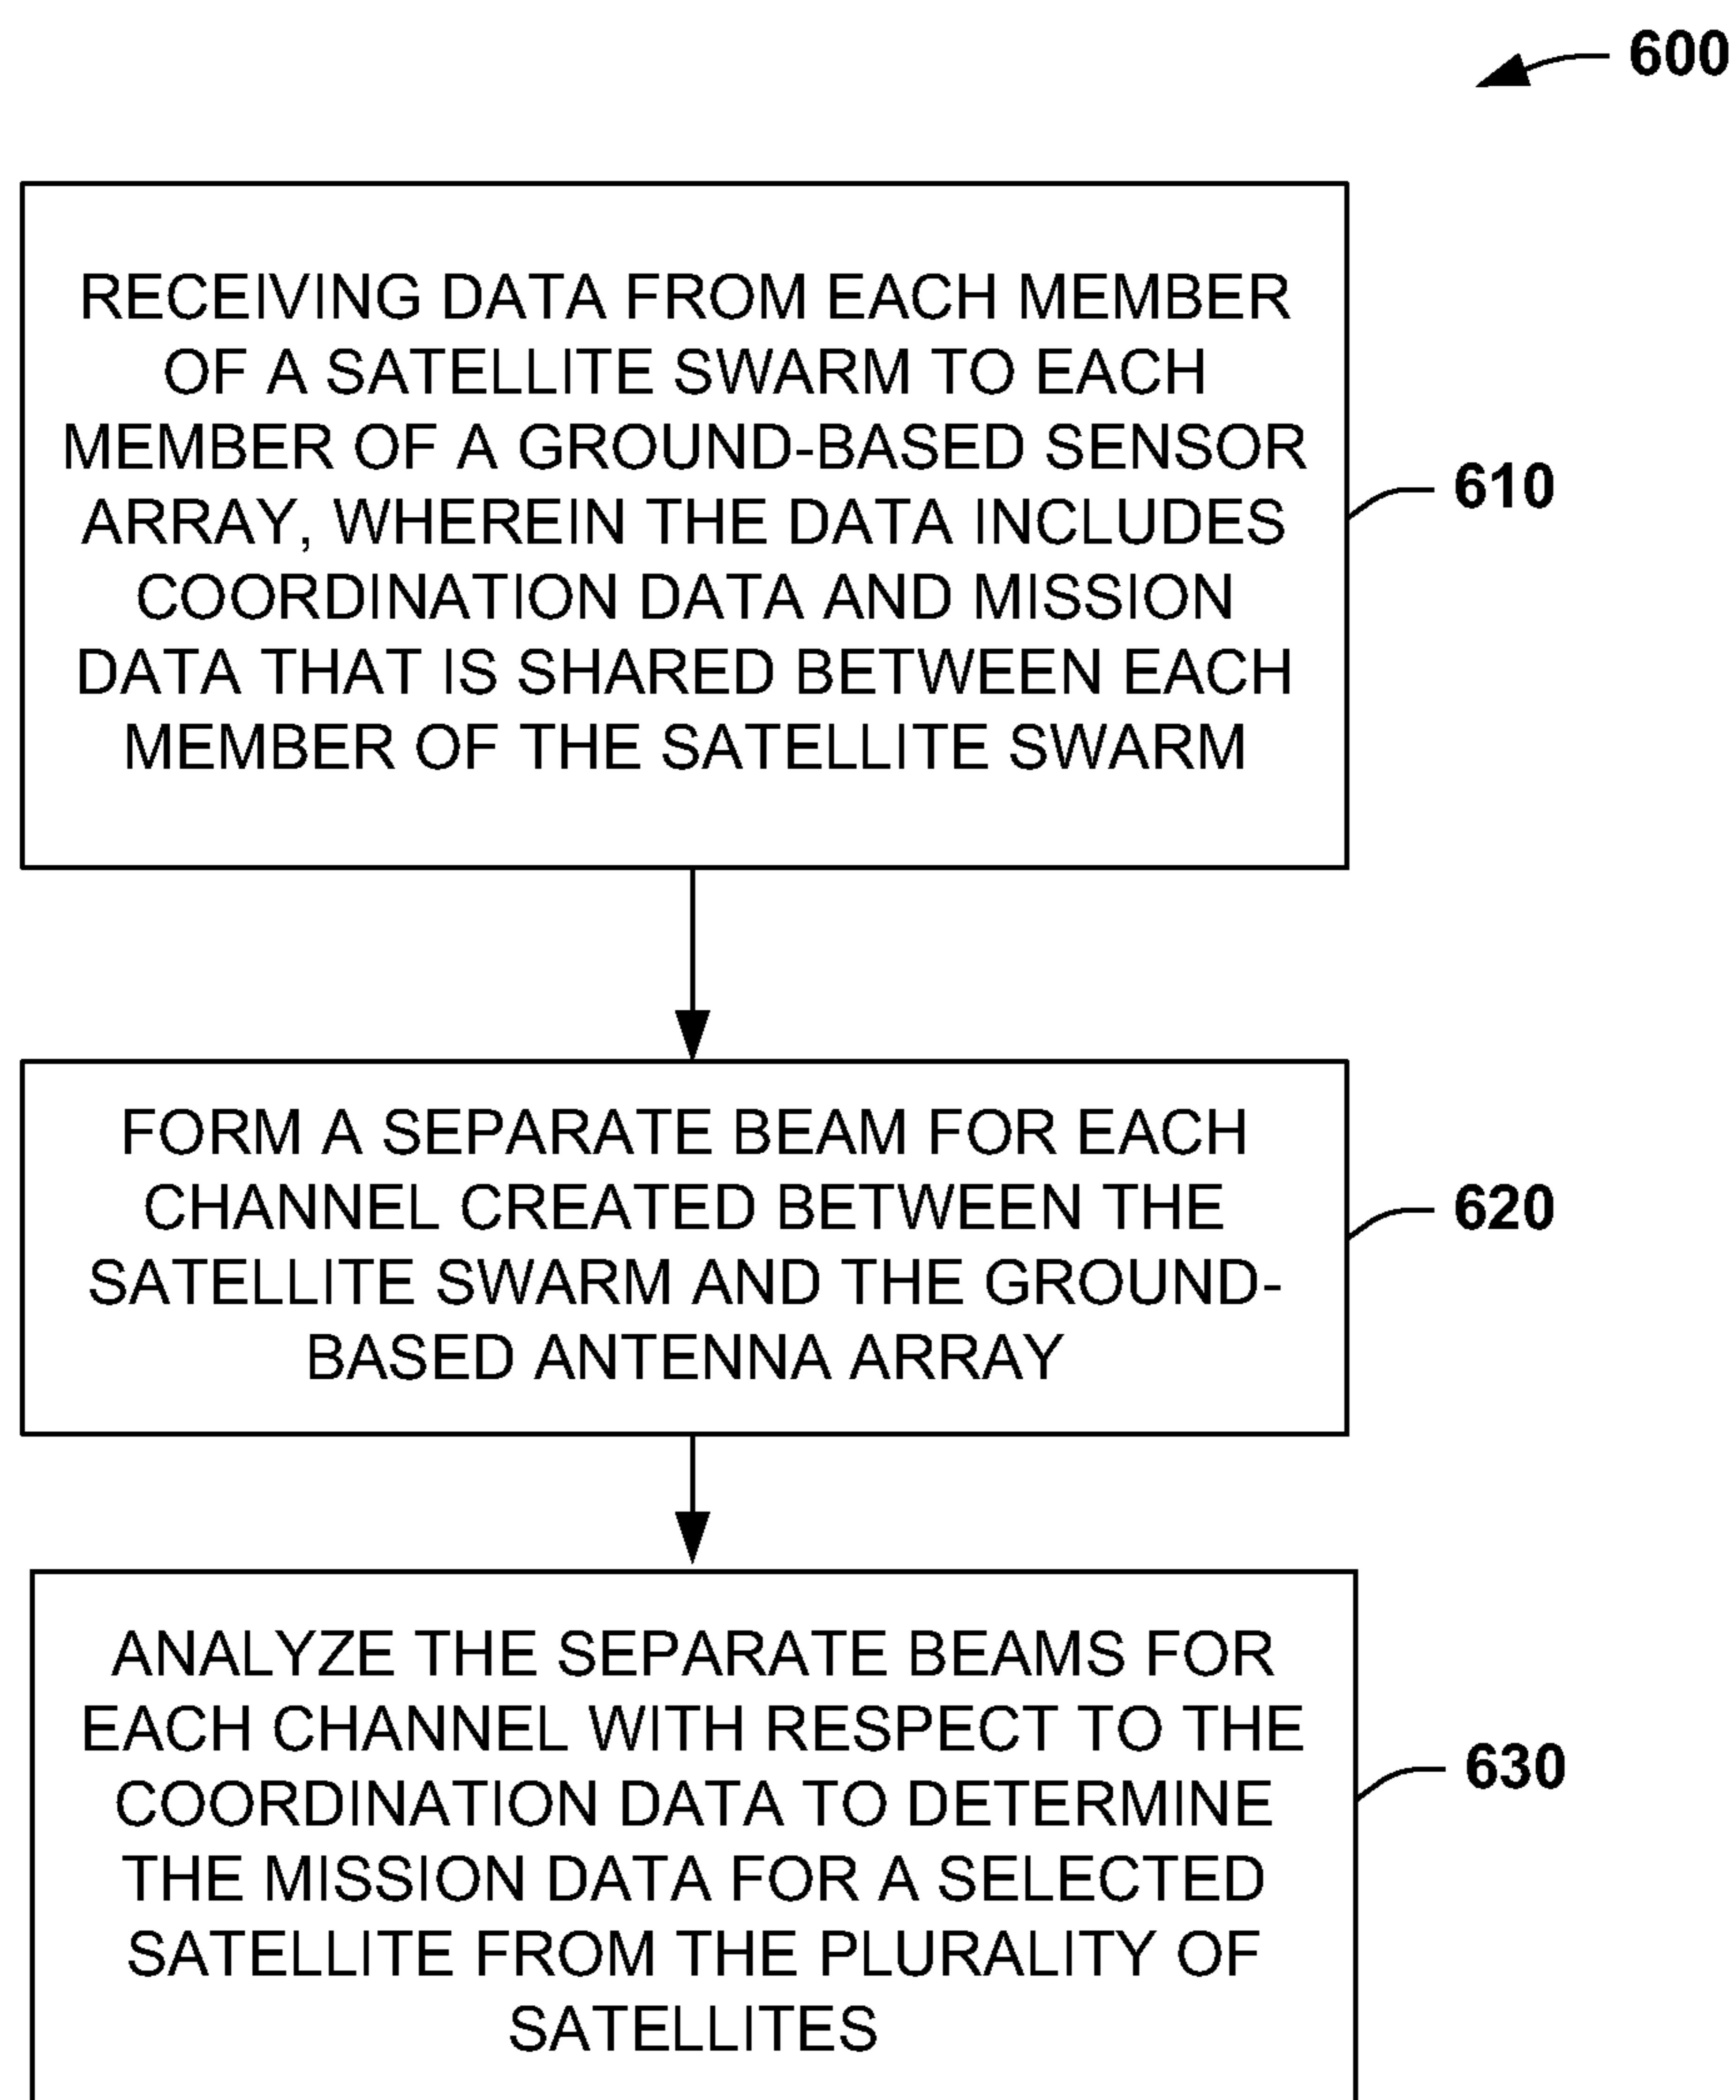 600
RECEIVING DATA FROM EACH MEMBER
OF A SATELLITE SWARM TO EACH
MEMBER OF A GROUND-BASED SENSOR
ARRAY, WHEREIN THE DATA INCLUDES
COORDINATION DATA AND MISSION
DATA THAT IS SHARED BETWEEN EACH
MEMBER OF THE SATELLITE SWARM
610
FORM A SEPARATE BEAM FOR EACH
CHANNEL CREATED BETWEEN THE
SATELLITE SWARM AND THE GROUND-
BASED ANTENNA ARRAY
620
ANALYZE THE SEPARATE BEAMS FOR
EACH CHANNEL WITH RESPECT TO THE
COORDINATION DATA TO DETERMINE
THE MISSION DATA FOR A SELECTED
SATELLITE FROM THE PLURALITY OF
SATELLITES
630